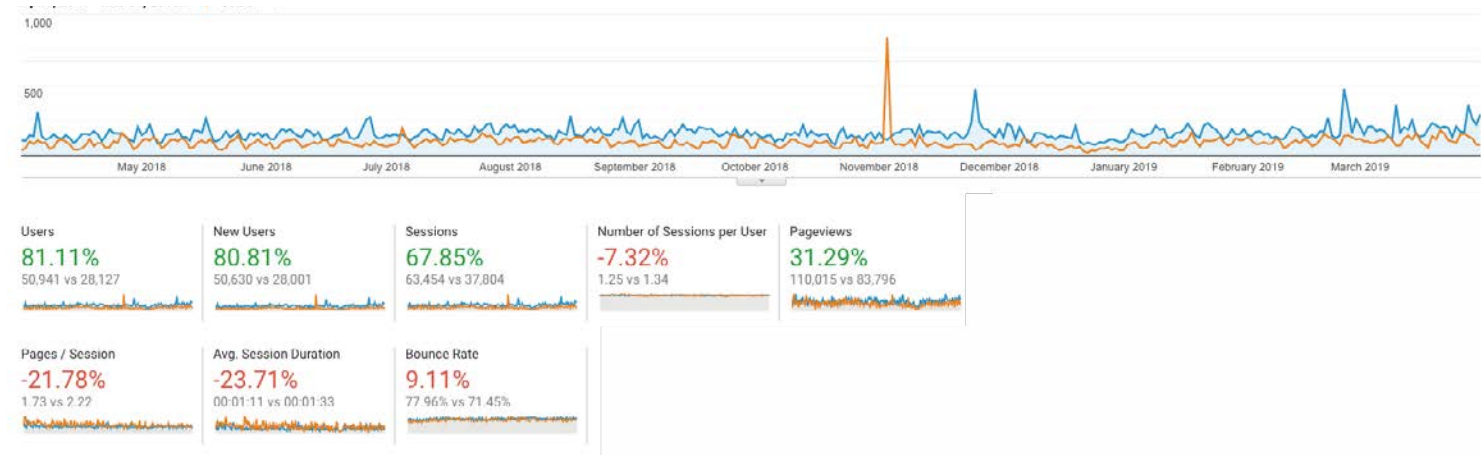 1,000
500
May 2018 June 2018 July 2018 August 2018 September 2018 October 2018 November 2018 December 2018 January 2019 February 2019 March 2019
Users New Users Sessions Number of Sessions per User Pageviews
81.11% 80.81% 67.85% -7.32% 31.29%
50,941 vs 28,127 50,630 vs 28,001 63,454 vs 37,804 1.25 vs 1.34 110,015 vs 83,796
Pages / Session Avg. Session Duration Bounce Rate
-21.78% -23.71% 9.11%
1.73 vs 2.22 00:01:11 vs 00:01:33 77.96% vs 71.45%